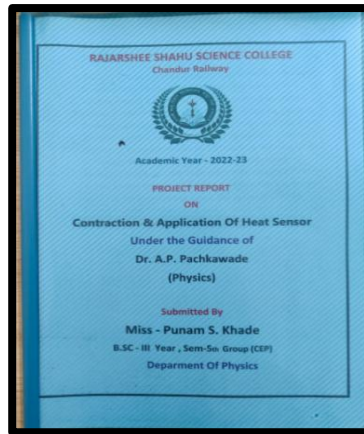 RAJARSHEE SHAHU SCIENCE COLLEGE
Chandur Railway
Academic Year - 2022-23
PROJECT REPORT
ON
Contraction & Application Of Heat Sensor
Under the Guidance of
Dr. A.P. Pachkawade
(Physics)
Submitted By
Miss - Punam S. Khade
B.SC - III Year , Sem-5th Group (CEP)
Deparment Of Physics